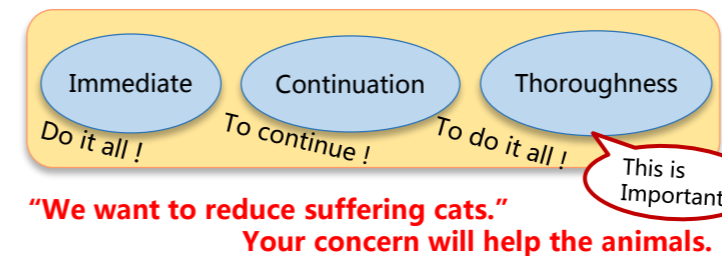 Immediate
Continuation
Thoroughness
Do it all !
To continue !
To do it all !
This is
Important
“We want to reduce suffering cats.”
Your concern will help the animals.